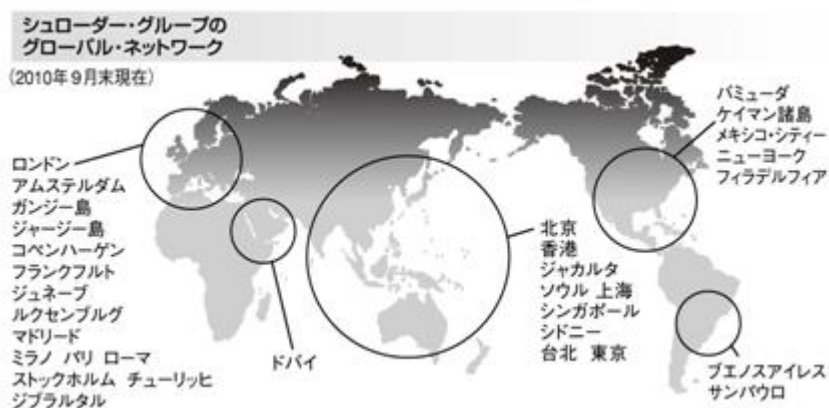 シュローダー・グループの
グローバル・ネットワーク
(2010年9月末現在)
ロンドン
アムステルダム
ガンジー島
ジャージー島
コペンハーゲン
フランクフルト
ジュネーブ
ルクセンブルグ
マドリード
ミラノ パリ ローマ
ストックホルム チューリッヒ
ジブラルタル
ドバイ
北京
香港
ジャカルタ
ソウル 上海
シンガポール
シドニー
台北 東京
バミューダ
ケイマン諸島
メキシコ・シティー
ニューヨーク
フィラデルフィア
ブエノスアイレス
サンパウロ